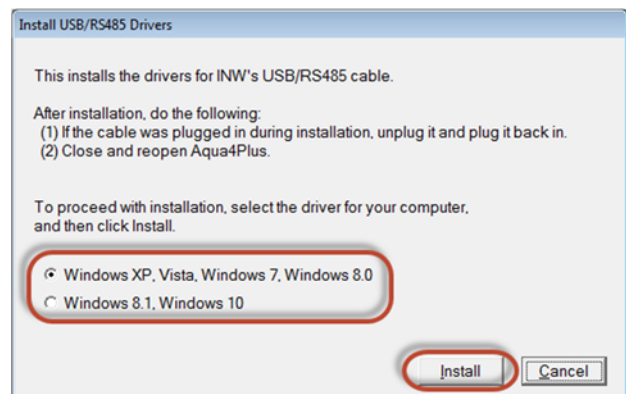 Install USB/RS485 Drivers
This installs the drivers for INW's USB/RS485 cable.
After installation, do the following:
(1) If the cable was plugged in during installation, unplug it and plug it back in.
(2) Close and reopen Aqua4Plus.
To proceed with installation, select the driver for your computer,
and then click Install.
Windows XP, Vista, Windows 7, Windows 8.0
Windows 8.1, Windows 10
Install Cancel